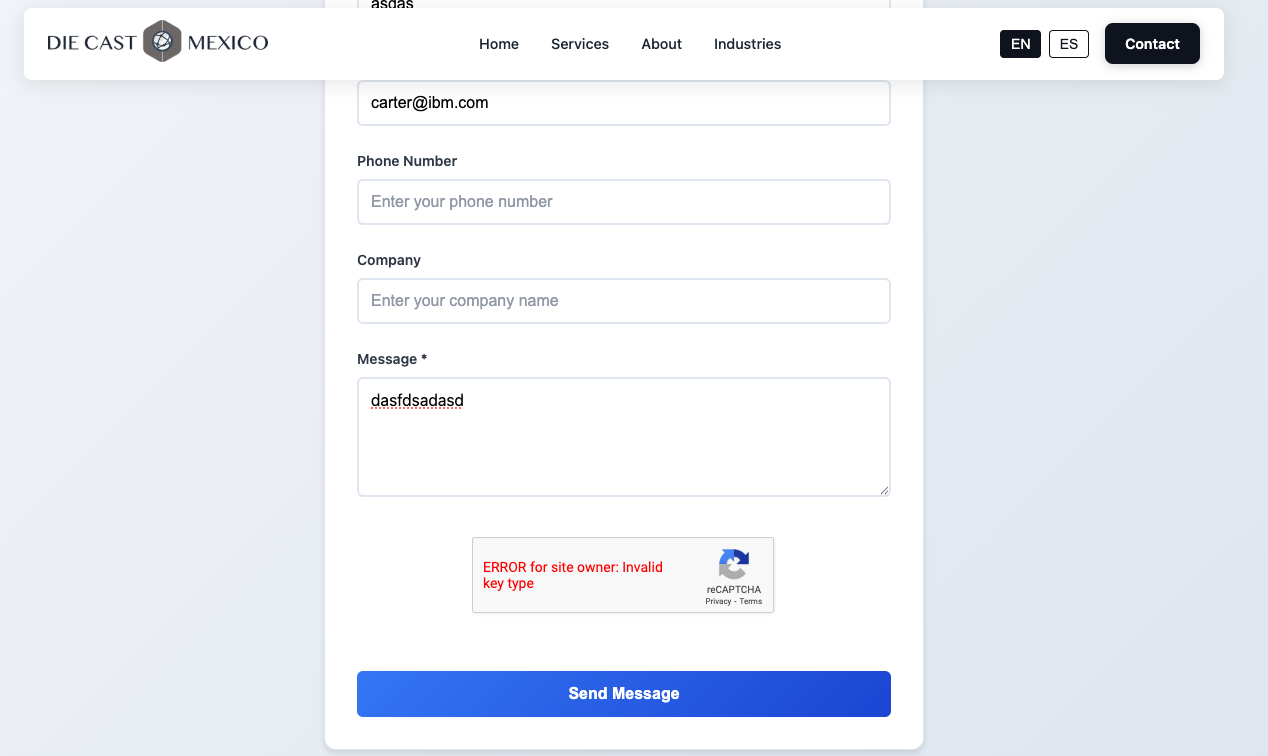 asdas
DIE CAST MEXICO
Home Services About Industries
EN ES Contact
carter@ibm.com
Phone Number
Enter your phone number
Company
Enter your company name
Message *
dasfdsadasd
ERROR for site owner: Invalid
key type
reCAPTCHA
Privacy - Terms
Send Message